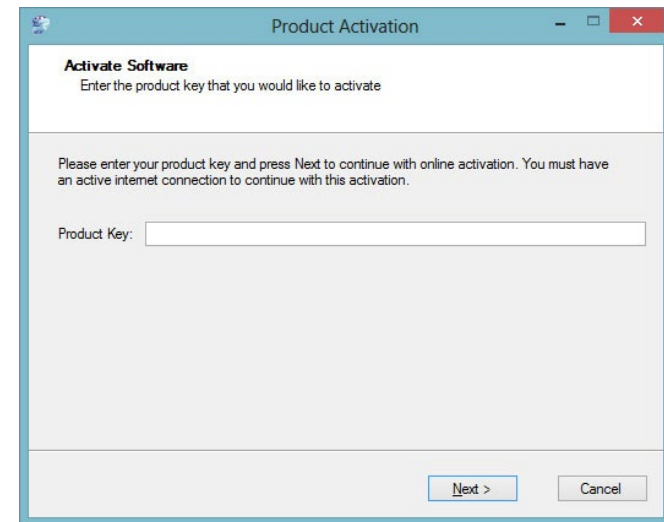 Product Activation
Activate Software
Enter the product key that you would like to activate
Please enter your product key and press Next to continue with online activation. You must have
an active internet connection to continue with this activation.
Product Key:
Next >
Cancel